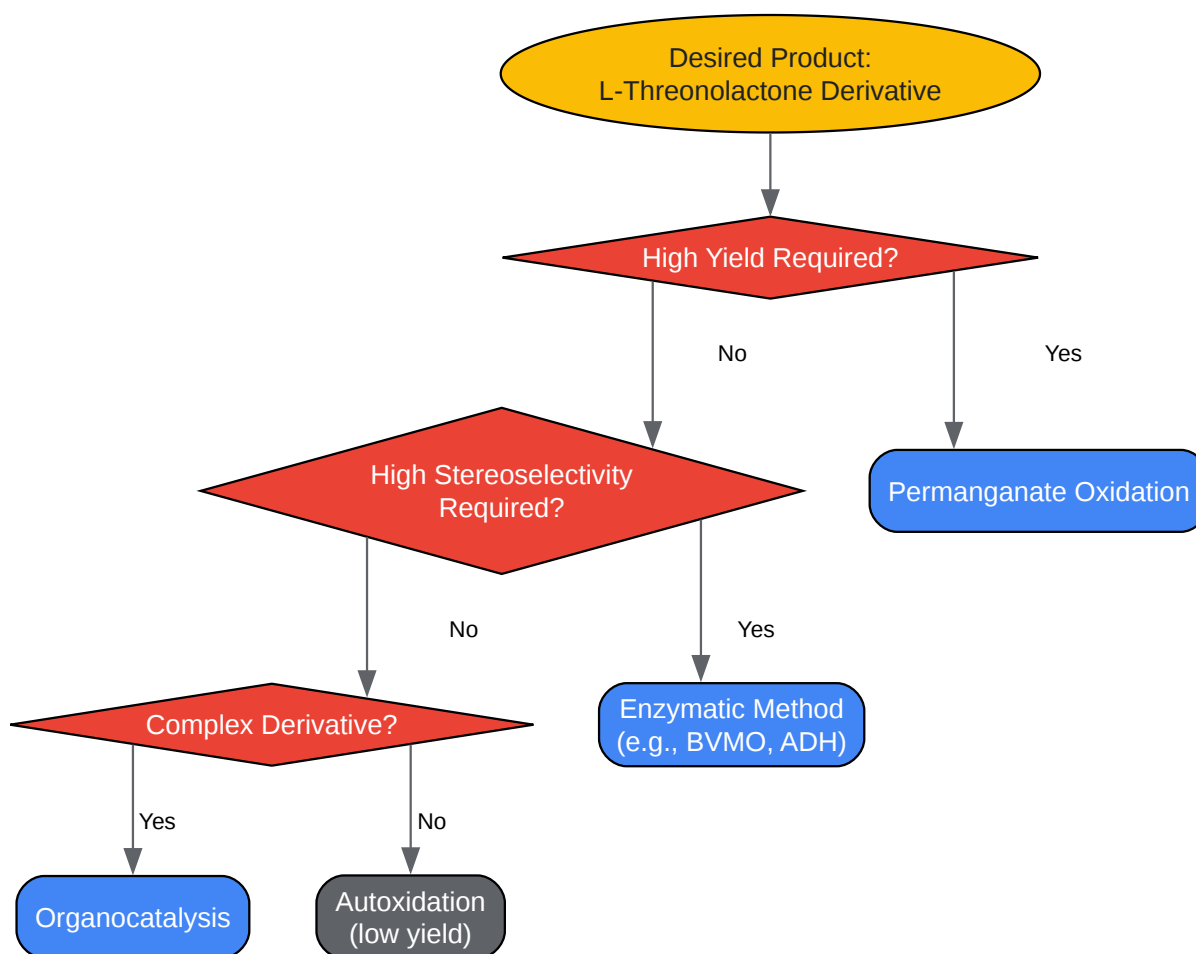 Desired Product:
L-Threonolactone Derivative
High Yield Required?
No
Yes
High Stereoselectivity
Required?
Permanganate Oxidation
No
Yes
Complex Derivative?
Enzymatic Method
(e.g., BVMO, ADH)
Yes
No
Organocatalysis
Autoxidation
(low yield)